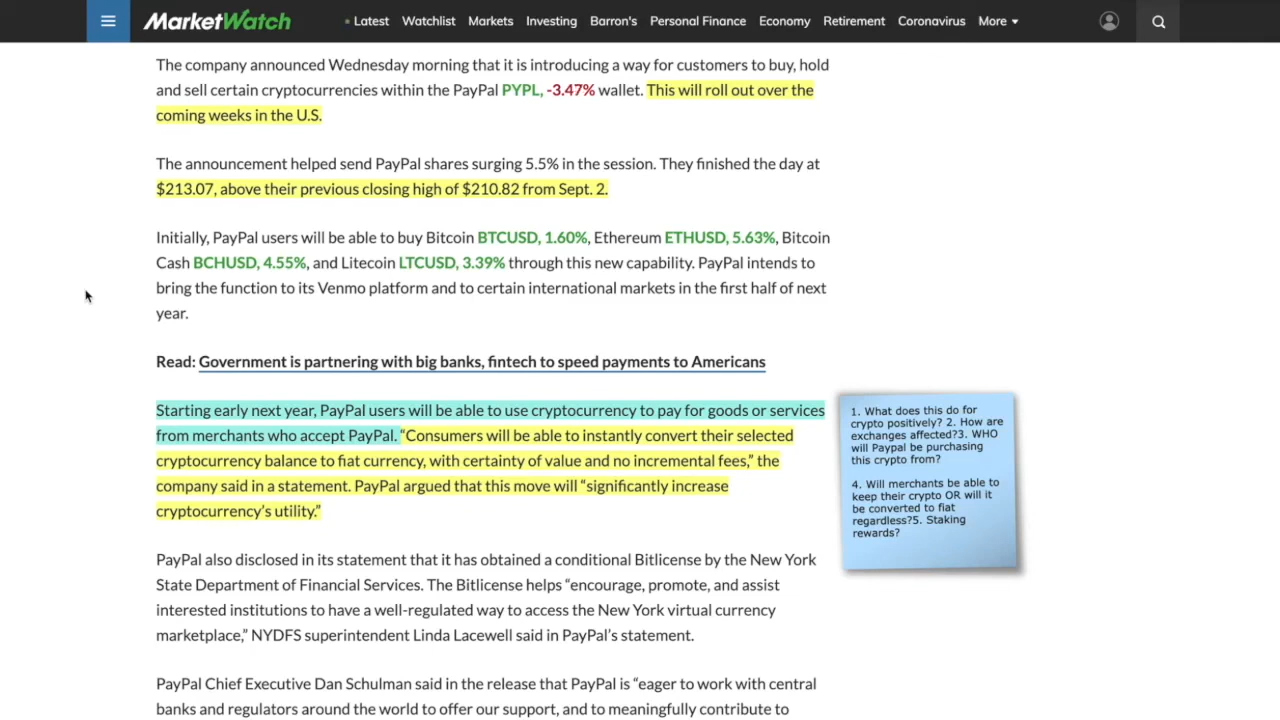 MarketWatch
Latest Watchlist Markets Investing Barron's Personal Finance Economy Retirement Coronavirus More
The company announced Wednesday morning that it is introducing a way for customers to buy, hold
and sell certain cryptocurrencies within the PayPal PYPL, -3.47% wallet. This will roll out over the
coming weeks in the U.S.
The announcement helped send PayPal shares surging 5.5% in the session. They finished the day at
$213.07, above their previous closing high of $210.82 from Sept. 2.
Initially, PayPal users will be able to buy Bitcoin BTCUSD, 1.60%, Ethereum ETHUSD, 5.63%, Bitcoin
Cash BCHUSD, 4.55%, and Litecoin LTCUSD, 3.39% through this new capability. PayPal intends to
bring the function to its Venmo platform and to certain international markets in the first half of next
year.
Read: Government is partnering with big banks, fintech to speed payments to Americans
Starting early next year, PayPal users will be able to use cryptocurrency to pay for goods or services
from merchants who accept PayPal. “Consumers will be able to instantly convert their selected
cryptocurrency balance to fiat currency, with certainty of value and no incremental fees,” the
company said in a statement. PayPal argued that this move will “significantly increase
cryptocurrency’s utility.”
1. What does this do for
crypto positively? 2. How are
exchanges affected?3. WHO
will Paypal be purchasing
this crypto from?
4. Will merchants be able to
keep their crypto OR will it
be converted to fiat
regardless?5. Staking
rewards?
PayPal also disclosed in its statement that it has obtained a conditional Bitlicense by the New York
State Department of Financial Services. The Bitlicense helps “encourage, promote, and assist
interested institutions to have a well-regulated way to access the New York virtual currency
marketplace,” NYDFS superintendent Linda Lacewell said in PayPal’s statement.
PayPal Chief Executive Dan Schulman said in the release that PayPal is “eager to work with central
banks and regulators around the world to offer our support, and to meaningfully contribute to